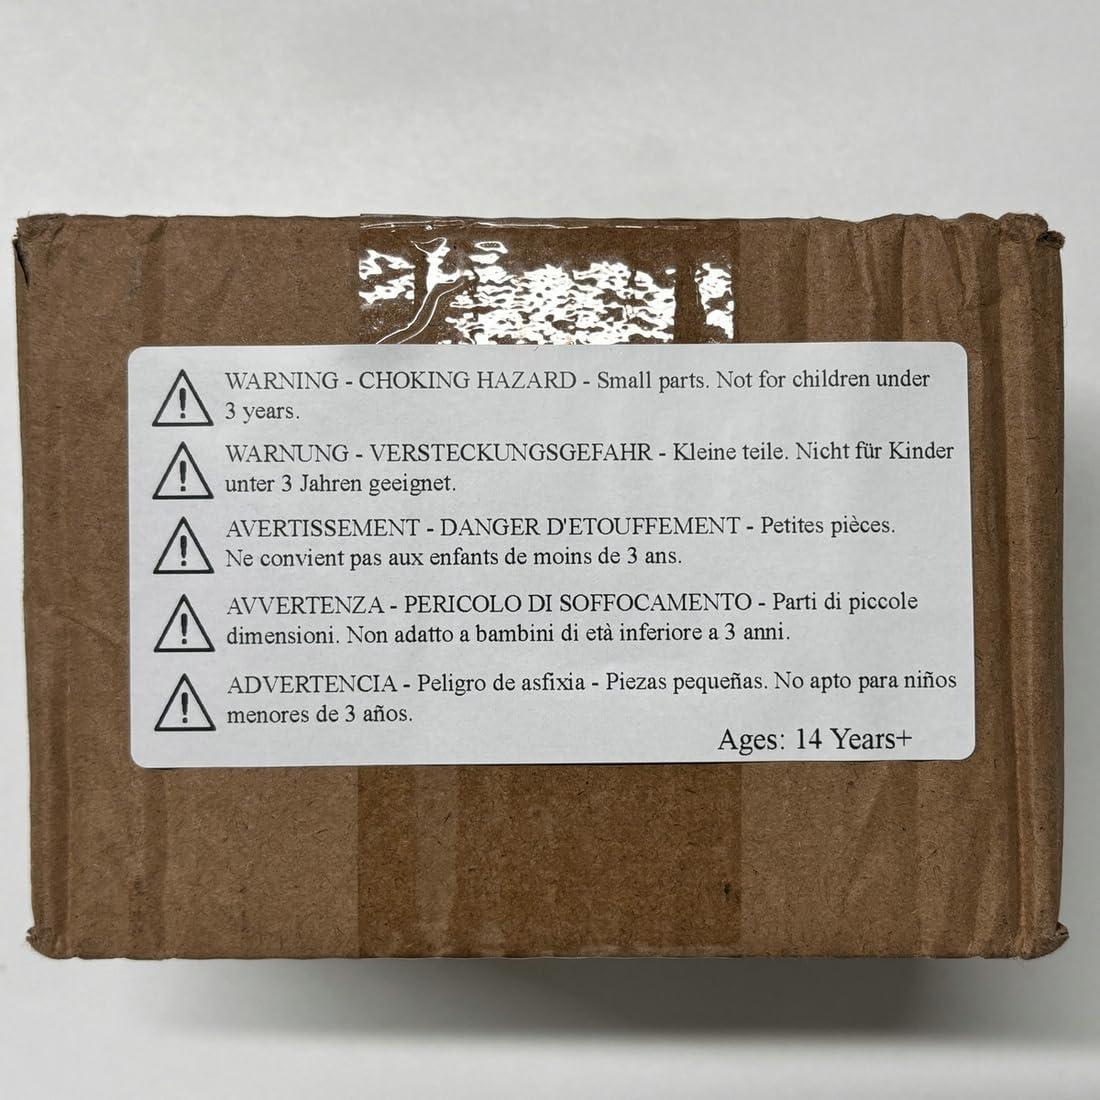 WARNING - CHOKING HAZARD - Small parts. Not for children under
3 years.
WARNUNG - VERSTECKUNGSGEFAHR - Kleine teile. Nicht für Kinder
unter 3 Jahren geeignet.
AVERTISSEMENT - DANGER D'ETOUFFEMENT - Petites pièces.
Ne convient pas aux enfants de moins de 3 ans.
AVVERTENZA - PERICOLO DI SOFFOCAMENTO - Parti di piccole
dimensioni. Non adatto a bambini di età inferiore a 3 anni.
ADVERTENCIA - Peligro de asfixia - Piezas pequeñas. No apto para niños
menores de 3 años.
Ages: 14 Years+